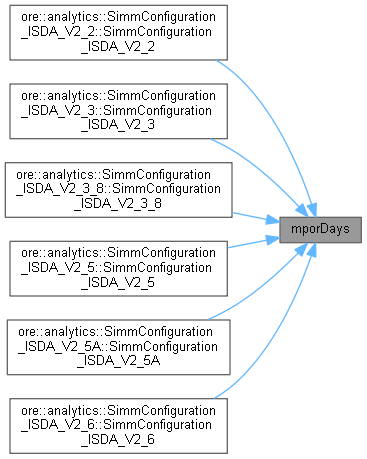 ore::analytics::SimmConfiguration
_ISDA_V2_2::SimmConfiguration
_ISDA_V2_2
ore::analytics::SimmConfiguration
_ISDA_V2_3::SimmConfiguration
_ISDA_V2_3
ore::analytics::SimmConfiguration
_ISDA_V2_3_8::SimmConfiguration
_ISDA_V2_3_8
mporDays
ore::analytics::SimmConfiguration
_ISDA_V2_5::SimmConfiguration
_ISDA_V2_5
ore::analytics::SimmConfiguration
_ISDA_V2_5A::SimmConfiguration
_ISDA_V2_5A
ore::analytics::SimmConfiguration
_ISDA_V2_6::SimmConfiguration
_ISDA_V2_6